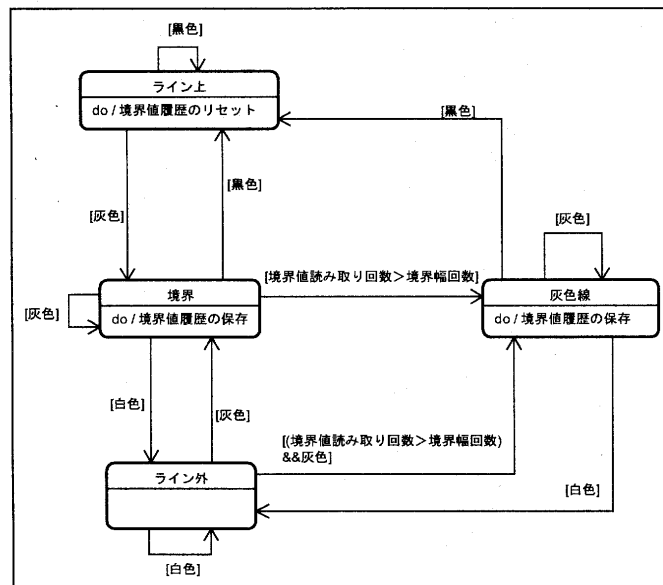 [黒色]
ライン上
do / 境界値履歴のリセット
[黒色]
[灰色]
[黒色]
[灰色]
境界
do / 境界値履歴の保存
[灰色]
[境界値読み取り回数＞境界幅回数]
灰色線
do / 境界値履歴の保存
[白色]
[灰色]
[(境界値読み取り回数＞境界幅回数)
&&灰色]
[白色]
ライン外
[白色]